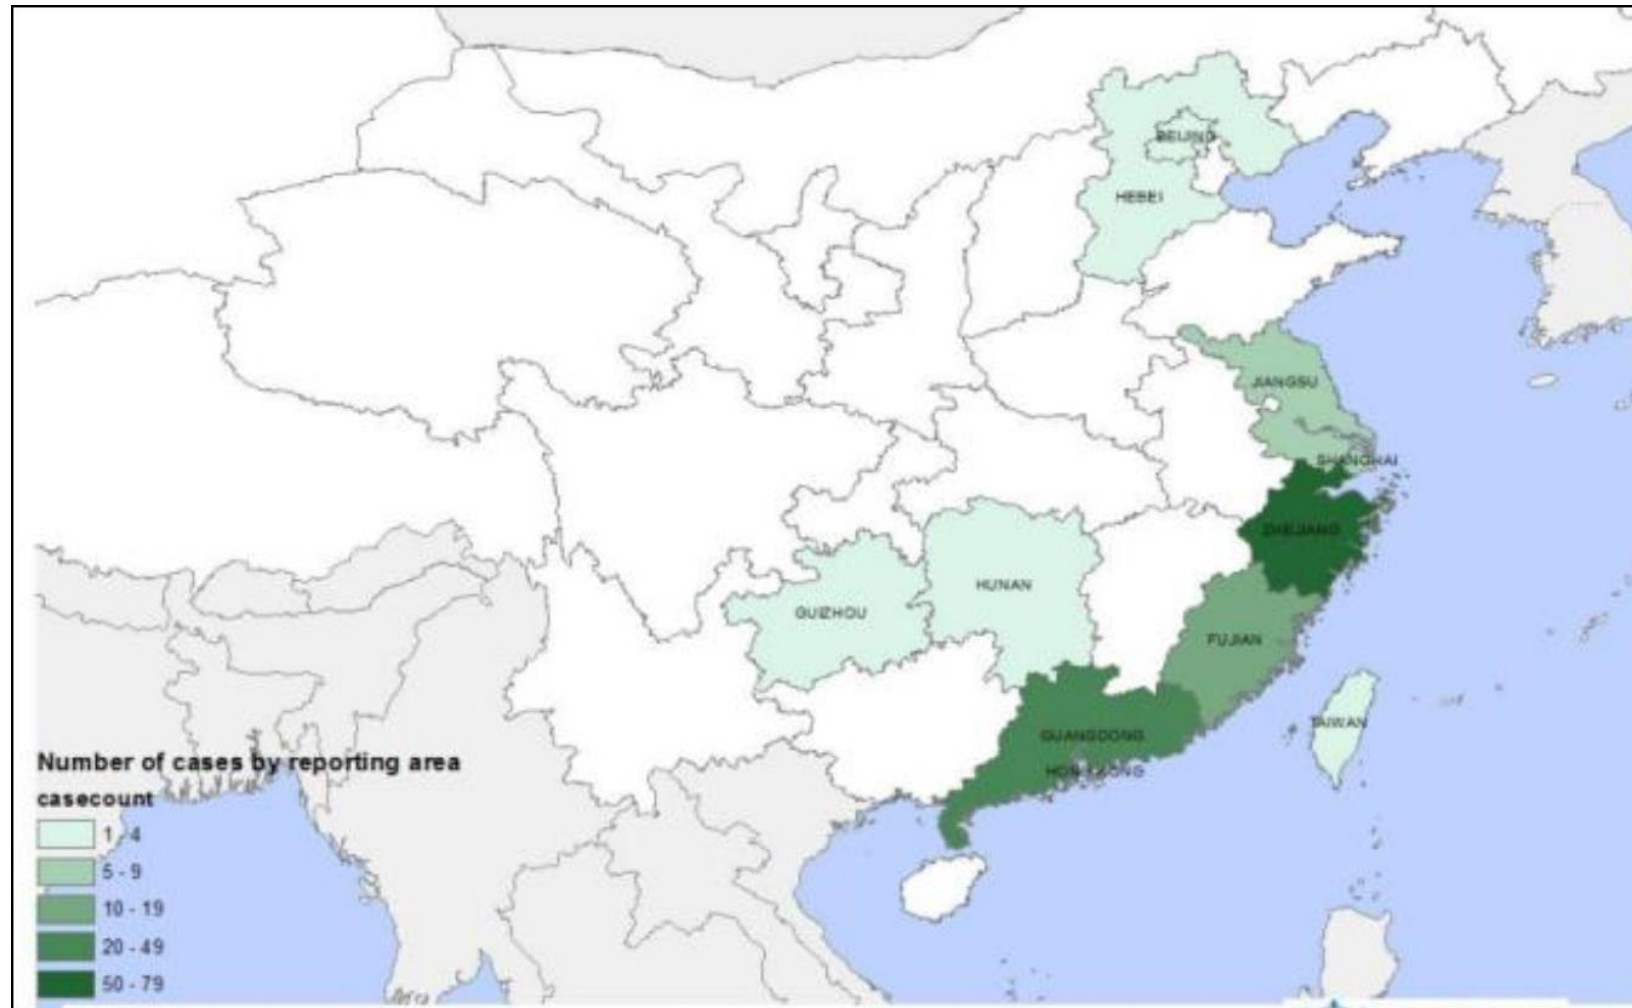 BEIJING
HEBEI
JIANGSU
SHANGHAI
ZHEJIANG
HUNAN
GUIZHOU
FUJIAN
TAIWAN
GUANGDONG
HONG KONG
Number of cases by reporting area
casecount
1 - 4
5 - 9
10 - 19
20 - 49
50 - 79